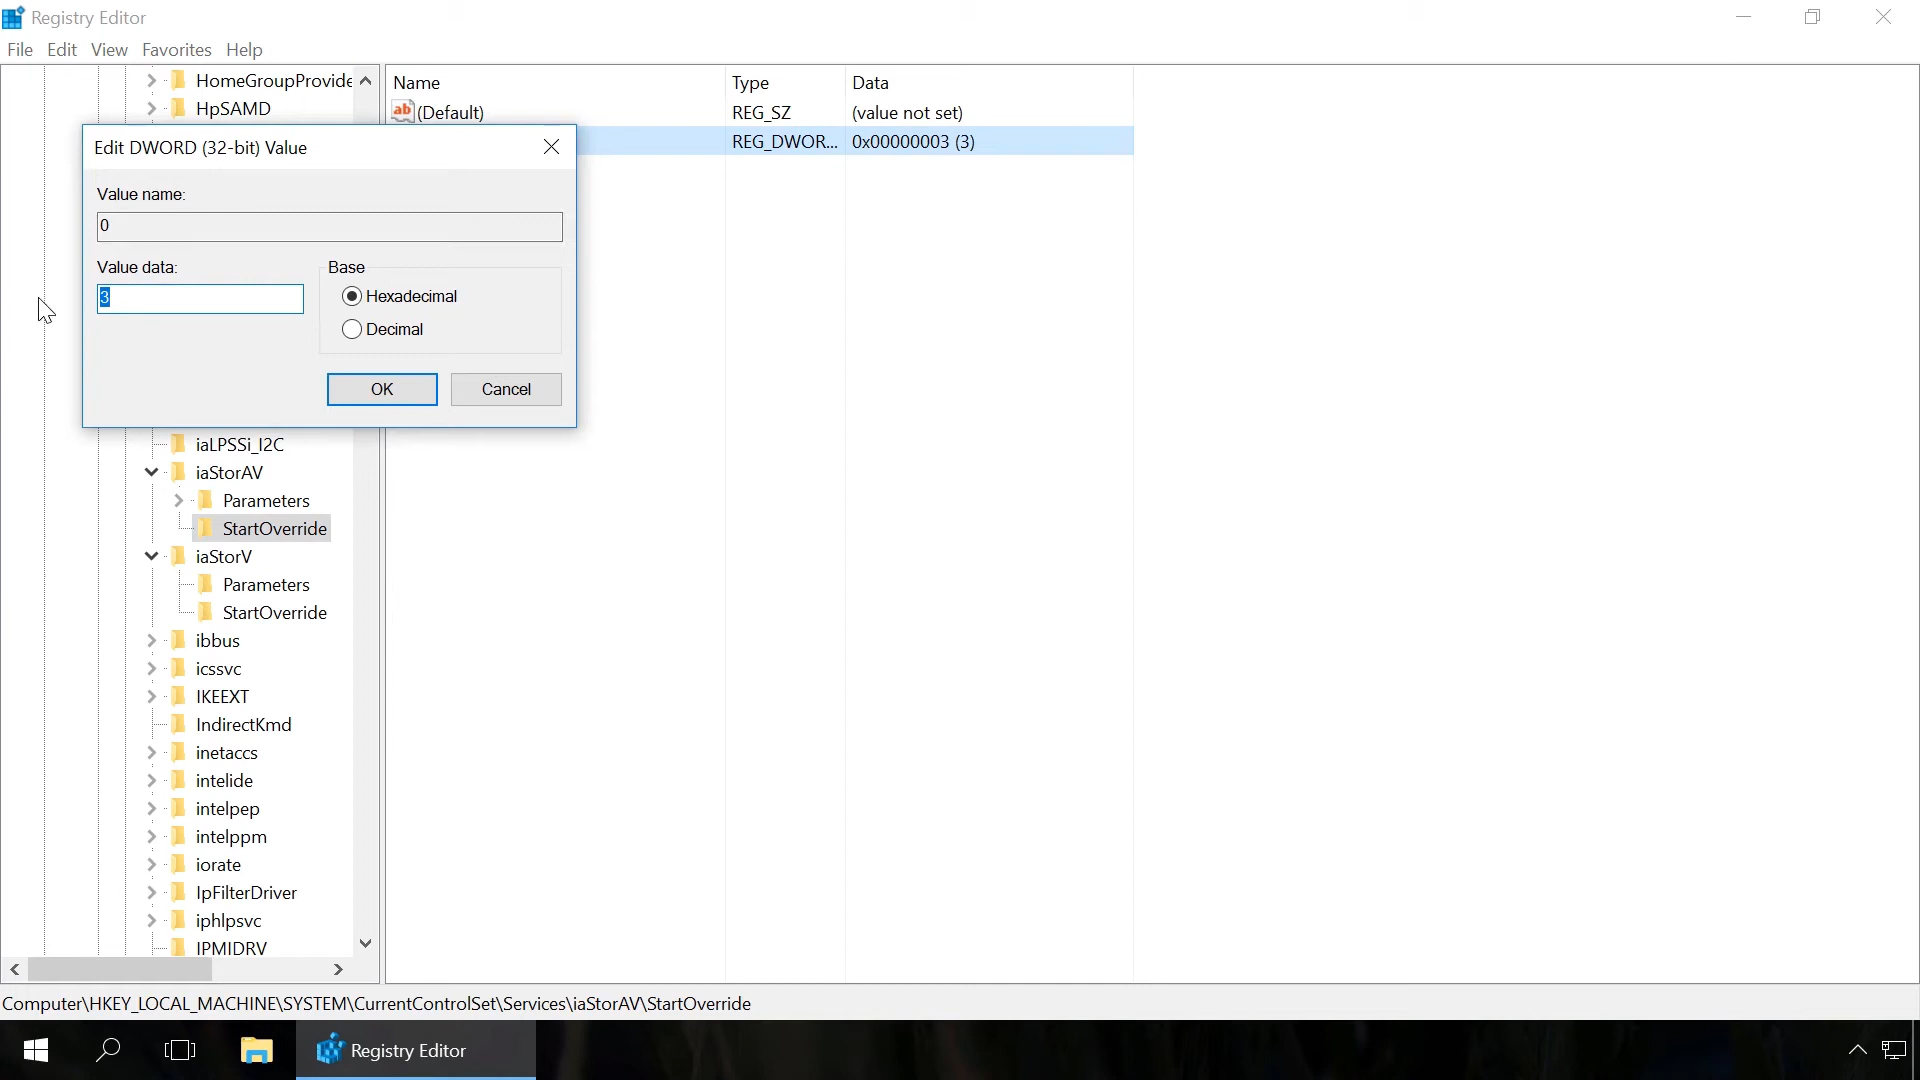 Registry Editor
File Edit View Favorites Help
HomeGroupProvide
HpSAMD
Name Type Data
(Default) REG_SZ (value not set)
REG_DWOR... 0x00000003 (3)
Edit DWORD (32-bit) Value
Value name:
0
Value data:
3
Base
Hexadecimal
Decimal
OK Cancel
iaLPSSi_I2C
iaStorAV
Parameters
StartOverride
iaStorV
Parameters
StartOverride
ibbus
icssvc
IKEEXT
IndirectKmd
inetaccs
intelide
intelpep
intelppm
iorate
IpFilterDriver
iphlpsvc
IPMIDRV
Computer\HKEY_LOCAL_MACHINE\SYSTEM\CurrentControlSet\Services\iaStorAV\StartOverride
Registry Editor